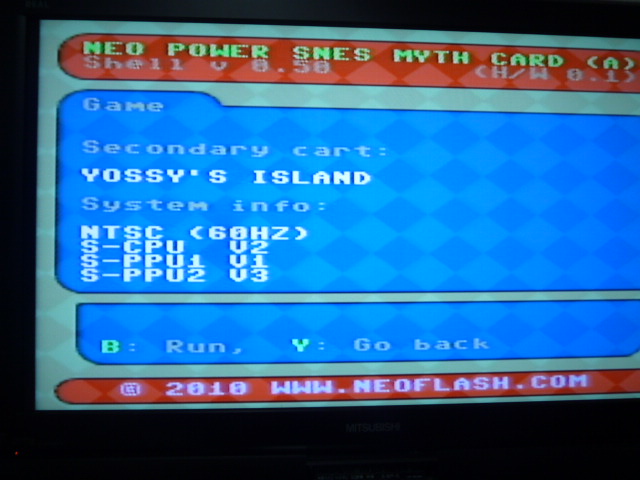 NEO POWER SNES MYTH CARD (A)
Shell v 0.50
(H/W 0.1)
Game
Secondary cart:
YOSSY'S ISLAND
System info:
NTSC (60HZ)
S-CPU V2
S-PPU1 V1
S-PPU2 V3
B: Run, Y: Go back
© 2010 WWW.NEOFLASH.COM
MITSUBISHI